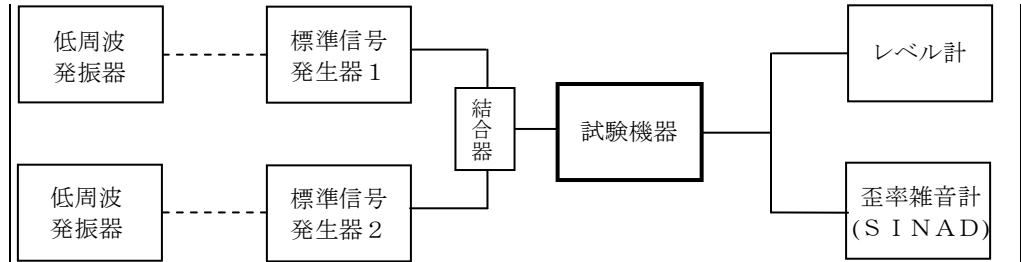 低周波
発振器
標準信号
発生器１
結合器
試験機器
レベル計
低周波
発振器
標準信号
発生器２
歪率雑音計
(ＳＩＮＡＤ)